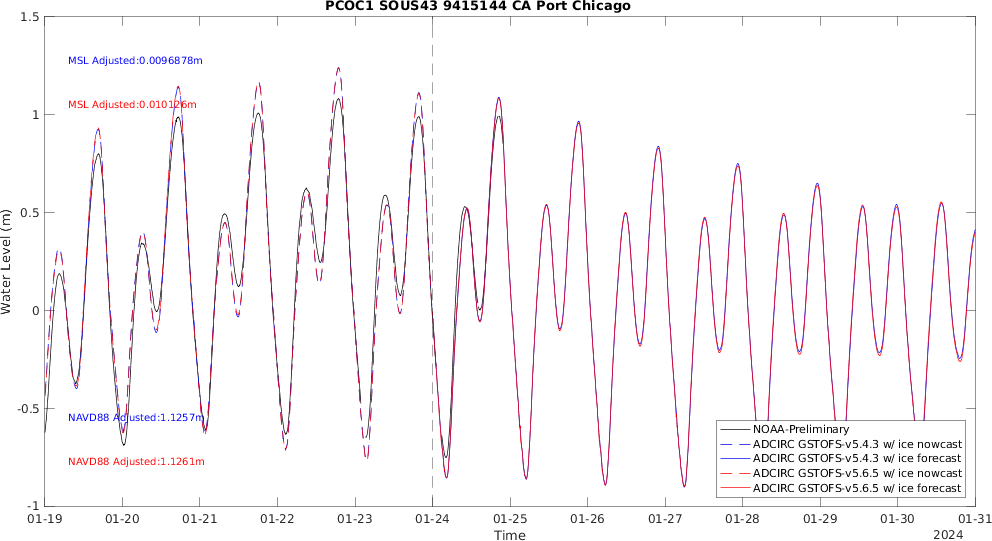 PCOC1 SOUS43 9415144 CA Port Chicago
1.5
1
0.5
0
-0.5
-1
Water Level (m)
MSL Adjusted:0.0096878m
MSL Adjusted:0.010126m
NAVD88 Adjusted:1.1257m
NAVD88 Adjusted:1.1261m
NOAA-Preliminary
ADCIRC GSTOFS-v5.4.3 w/ ice nowcast
ADCIRC GSTOFS-v5.4.3 w/ ice forecast
ADCIRC GSTOFS-v5.6.5 w/ ice nowcast
ADCIRC GSTOFS-v5.6.5 w/ ice forecast
01-19 01-20 01-21 01-22 01-23 01-24 01-25 01-26 01-27 01-28 01-29 01-30 01-31
Time
2024